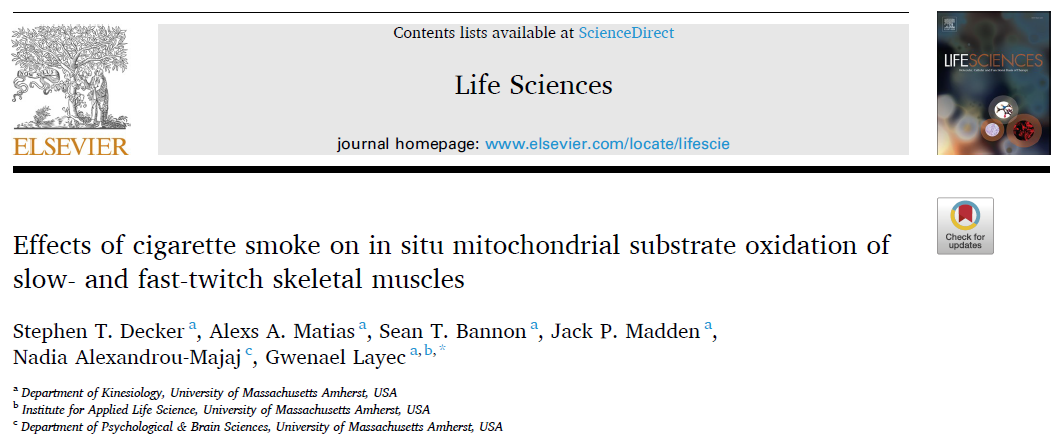 Contents lists available at ScienceDirect
Life Sciences
journal homepage: www.elsevier.com/locate/lifescie
ELSEVIER
LIFESCIENCES
Check for
updates
Effects of cigarette smoke on in situ mitochondrial substrate oxidation of
slow- and fast-twitch skeletal muscles
Stephen T. Decker a, Alexs A. Matias a, Sean T. Bannon a, Jack P. Madden a,
Nadia Alexandrou-Majaj c, Gwenael Layec a, b, *
a Department of Kinesiology, University of Massachusetts Amherst, USA
b Institute for Applied Life Science, University of Massachusetts Amherst, USA
c Department of Psychological & Brain Sciences, University of Massachusetts Amherst, USA